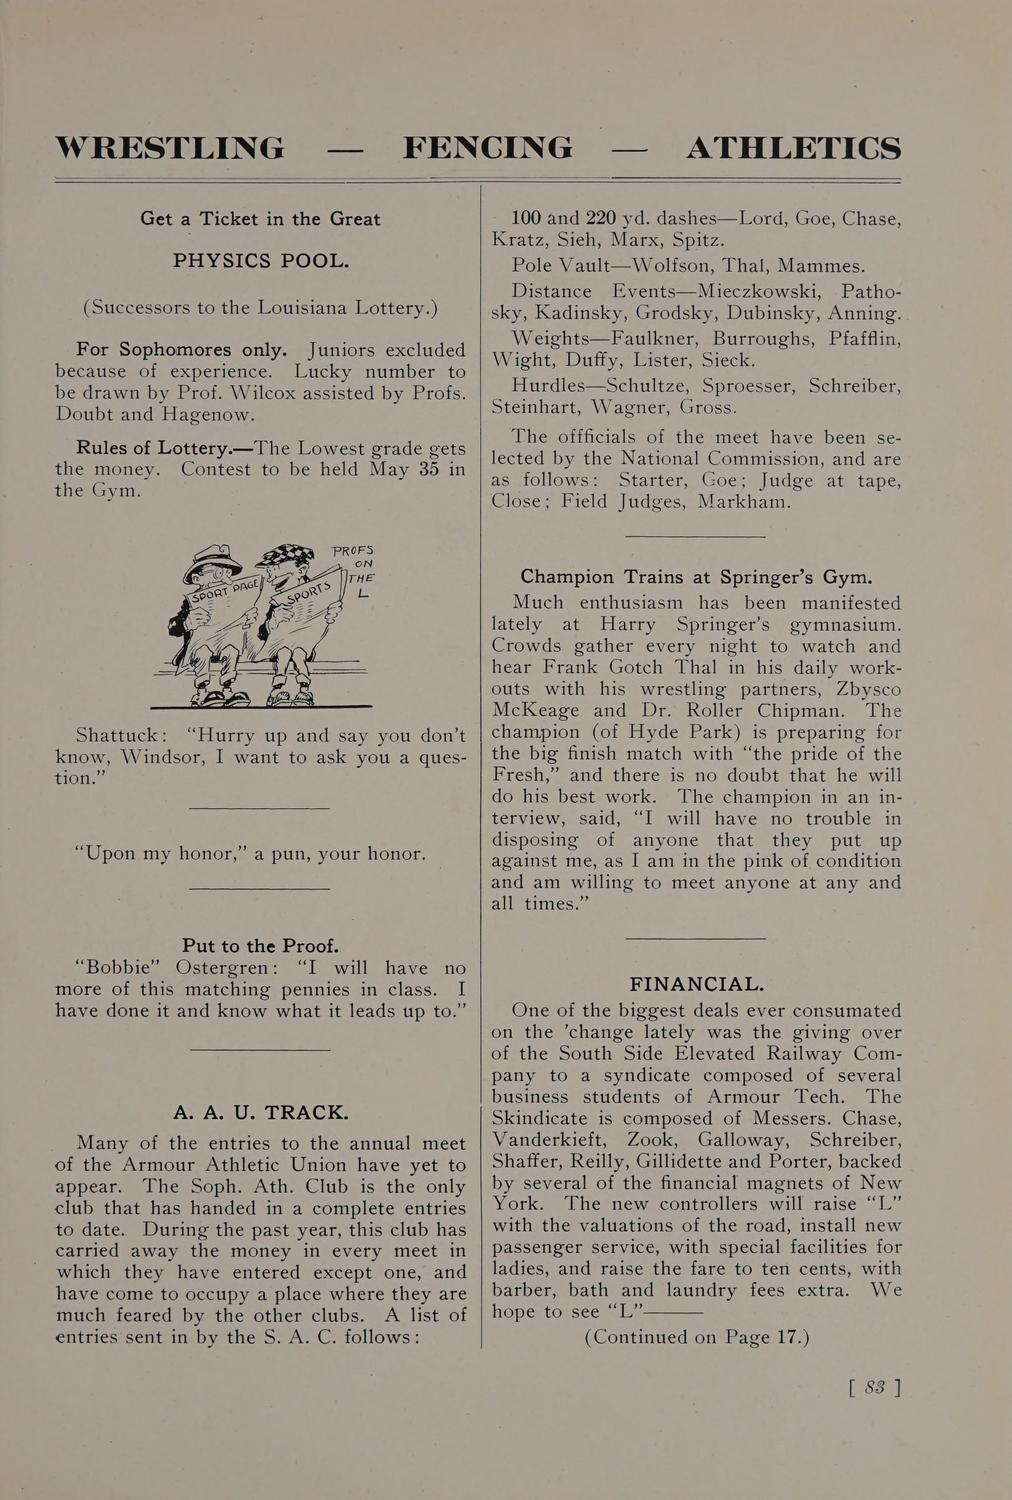 WRESTLING — FENCING — ATHLETICS
Get a Ticket in the Great
PHYSICS POOL.
(Successors to the Louisiana Lottery.)
For Sophomores only. Juniors excluded
because of experience. Lucky number to
be drawn by Prof. Wilcox assisted by Profs.
Doubt and Hagenow.
Rules of Lottery.—The Lowest grade gets
the money. Contest to be held May 35 in
the Gym.
PROFS
ON
THE
L
SPORT PAGE
SPORTS
Shattuck: “Hurry up and say you don’t
know, Windsor, I want to ask you a ques-
tion.”
“Upon my honor,” a pun, your honor.
Put to the Proof.
“Bobbie” Ostergren: “I will have no
more of this matching pennies in class. I
have done it and know what it leads up to.”
A. A. U. TRACK.
Many of the entries to the annual meet
of the Armour Athletic Union have yet to
appear. The Soph. Ath. Club is the only
club that has handed in a complete entries
to date. During the past year, this club has
carried away the money in every meet in
which they have entered except one, and
have come to occupy a place where they are
much feared by the other clubs. A list of
entries sent in by the S. A. C. follows:
100 and 220 yd. dashes—Lord, Goe, Chase,
Kratz, Sieh, Marx, Spitz.
Pole Vault—Wolfson, Thal, Mammes.
Distance Events—Mieczkowski, Patho-
sky, Kadinsky, Grodsky, Dubinsky, Anning.
Weights—Faulkner, Burroughs, Pfafflin,
Wight, Duffy, Lister, Sieck.
Hurdles—Schultze, Sproesser, Schreiber,
Steinhart, Wagner, Gross.
The offficials of the meet have been se-
lected by the National Commission, and are
as follows: Starter, Goe; Judge at tape,
Close; Field Judges, Markham.
Champion Trains at Springer’s Gym.
Much enthusiasm has been manifested
lately at Harry Springer’s gymnasium.
Crowds gather every night to watch and
hear Frank Gotch Thal in his daily work-
outs with his wrestling partners, Zbysco
McKeage and Dr. Roller Chipman. The
champion (of Hyde Park) is preparing for
the big finish match with “the pride of the
Fresh,” and there is no doubt that he will
do his best work. The champion in an in-
terview, said, “I will have no trouble in
disposing of anyone that they put up
against me, as I am in the pink of condition
and am willing to meet anyone at any and
all times.”
FINANCIAL.
One of the biggest deals ever consumated
on the ’change lately was the giving over
of the South Side Elevated Railway Com-
pany to a syndicate composed of several
business students of Armour Tech. The
Skindicate is composed of Messers. Chase,
Vanderkieft, Zook, Galloway, Schreiber,
Shaffer, Reilly, Gillidette and Porter, backed
by several of the financial magnets of New
York. The new controllers will raise “L”
with the valuations of the road, install new
passenger service, with special facilities for
ladies, and raise the fare to ten cents, with
barber, bath and laundry fees extra. We
hope to see “L”———
(Continued on Page 17.)
[ 83 ]